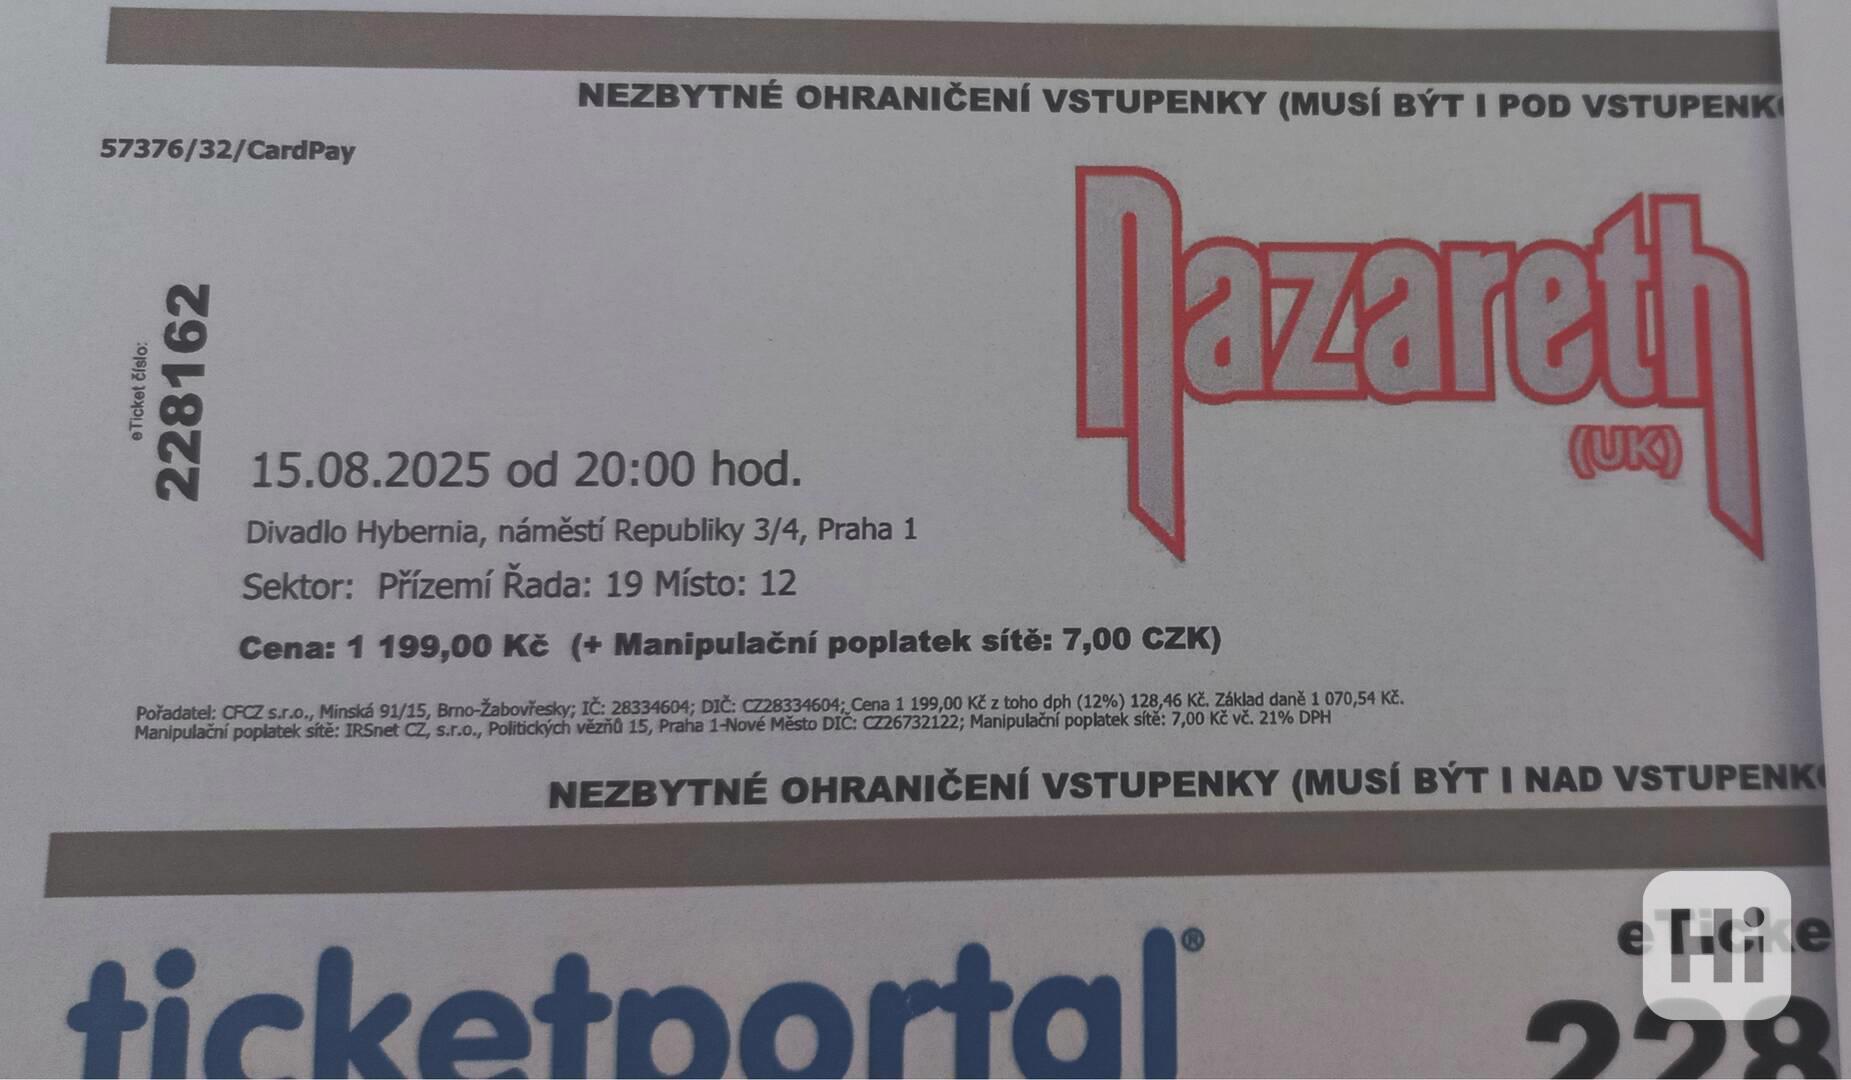 NEZBYTNÉ OHRANIČENÍ VSTUPENKY (MUSÍ BÝT I POD
57376/32/CardPay
Nazareth
(UK)
eTicket číslo:
228162
15.08.2025 od 20:00 hod.
Divadlo Hybernia, náměstí Republiky 3/4, Praha 1
Sektor: Přízemí Řada: 19 Místo: 12
Cena: 1 199,00 Kč (+ Manipulační poplatek sítě: 7,00 CZK)
Pořadatel: CFCZ s.r.o., Minská 91/15, Brno-Žabovřesky; IČ: 28334604; DIČ: CZ28334604; Cena 1 199,00 Kč z toho dph (12%) 128,46 Kč. Základ daně 1 070,54 Kč.
Manipulační poplatek sítě: IRSnet CZ, s.r.o., Politických vězňů 15, Praha 1-Nové Město DIČ: CZ26732122; Manipulační poplatek sítě: 7,00 Kč vč. 21% DPH
NEZBYTNÉ OHRANIČENÍ VSTUPENKY (MUSÍ BÝT I NAD
ticketportal®
Hi
228